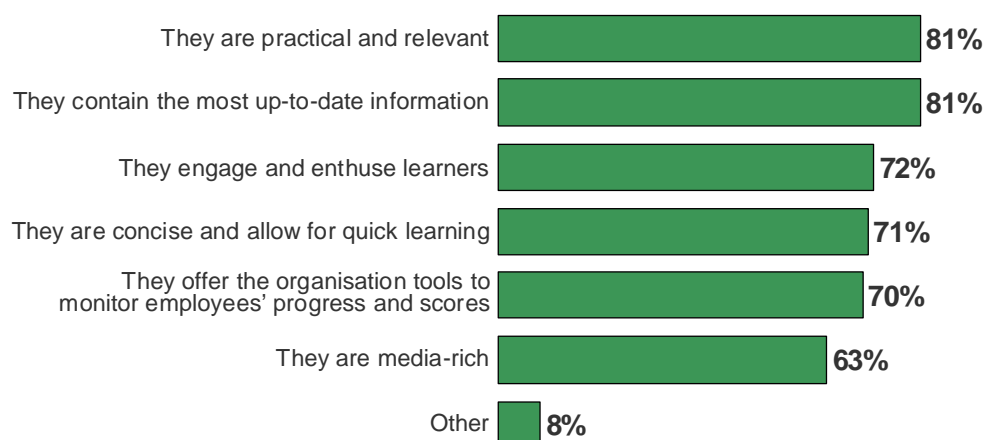 They are practical and relevant 81%
They contain the most up-to-date information 81%
They engage and enthuse learners 72%
They are concise and allow for quick learning 71%
They offer the organisation tools to
monitor employees’ progress and scores 70%
They are media-rich 63%
Other 8%